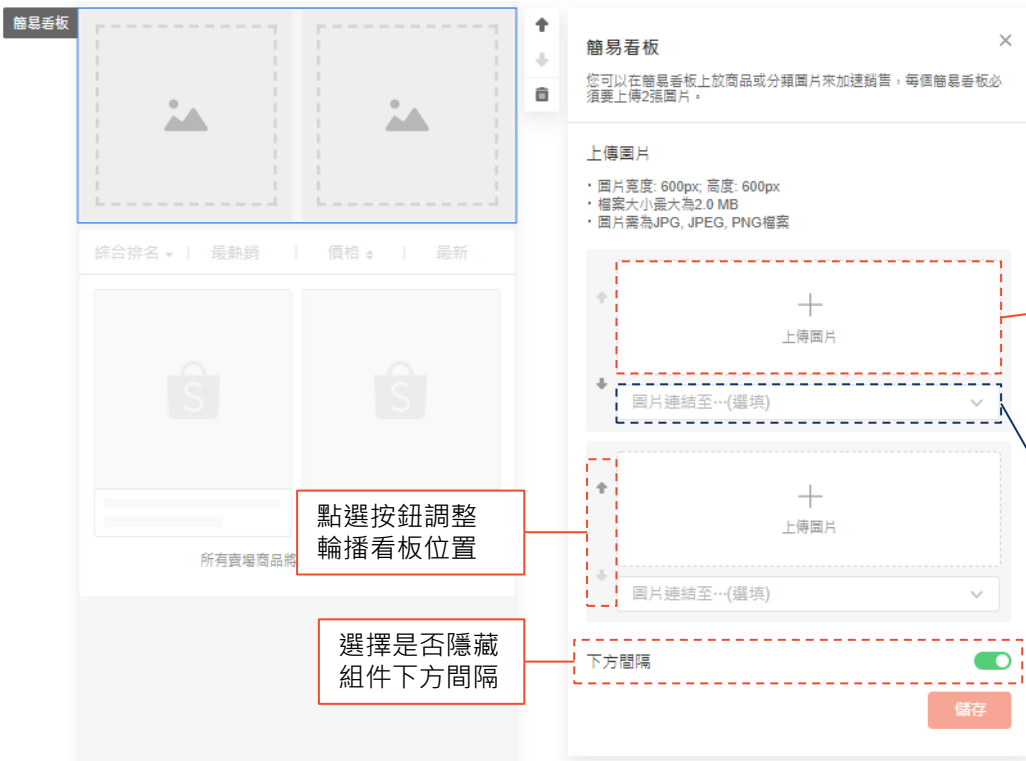 簡易看板
簡易看板
您可以在簡易看板上放商品或分類圖片來加速銷售，每個簡易看板必
須要上傳2張圖片。
上傳圖片
・圖片寬度: 600px; 高度: 600px
・檔案大小最大為2.0 MB
・圖片需為JPG, JPEG, PNG檔案
綜合排名 | 最熱銷 | 價格 | 最新
上傳圖片
圖片連結至…(選填)
S
S
上傳圖片
圖片連結至…(選填)
點選按鈕調整
輪播看板位置
所有賣場商品將
選擇是否隱藏
組件下方間隔
下方間隔
儲存